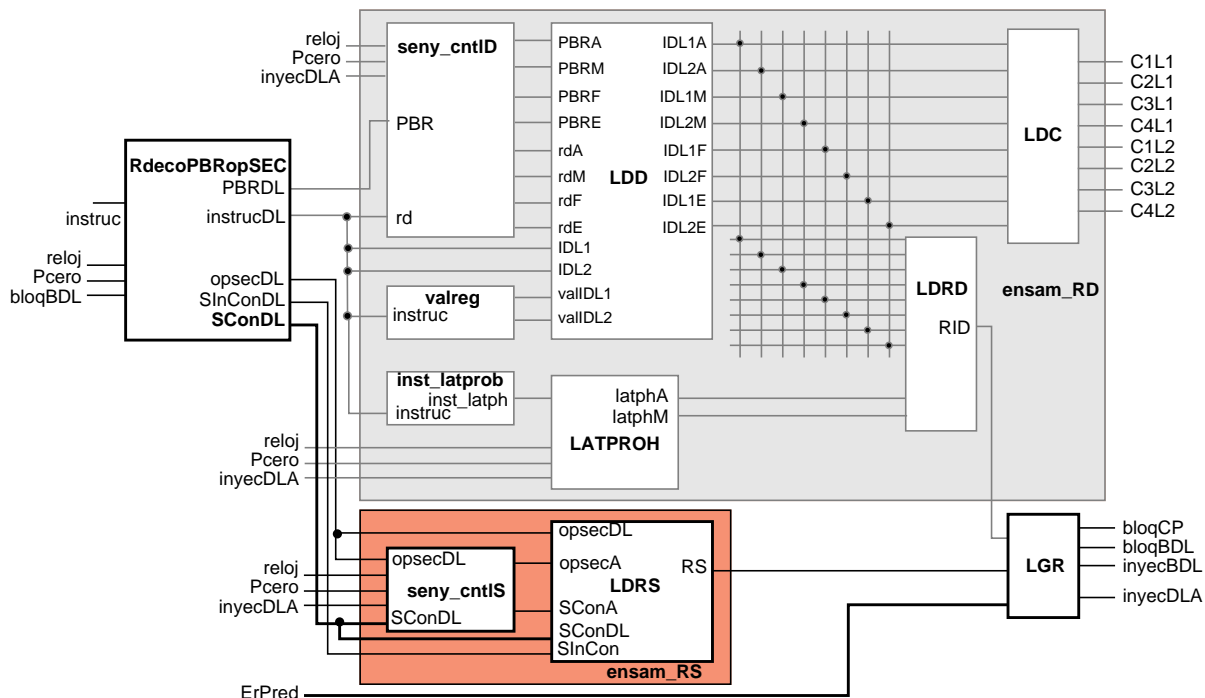 reloj
Pcero
inyecDLA
seny_cntID
PBR
rd
PBRA
PBRM
PBRF
PBRE
rdA
rdM
rdF
rdE
IDL1
IDL2
valIDL1
valIDL2
LDD
IDL1A
IDL2A
IDL1M
IDL2M
IDL1F
IDL2F
IDL1E
IDL2E
LDC
C1L1
C2L1
C3L1
C4L1
C1L2
C2L2
C3L2
C4L2
RdecoPBRopSEC
PBRDL
instrucDL
opsecDL
SInConDL
SConDL
instruc
reloj
Pcero
bloqBDL
valreg
instruc
LDRD
RID
ensam_RD
inst_latprob
inst_latph
instruc
latphA
latphM
LATPROH
reloj
Pcero
inyecDLA
opsecDL
seny_cntIS
SConDL
reloj
Pcero
inyecDLA
opsecDL
opsecA
LDRS
RS
SConA
SConDL
SInCon
ensam_RS
LGR
bloqCP
bloqBDL
inyecBDL
inyecDLA
ErPred